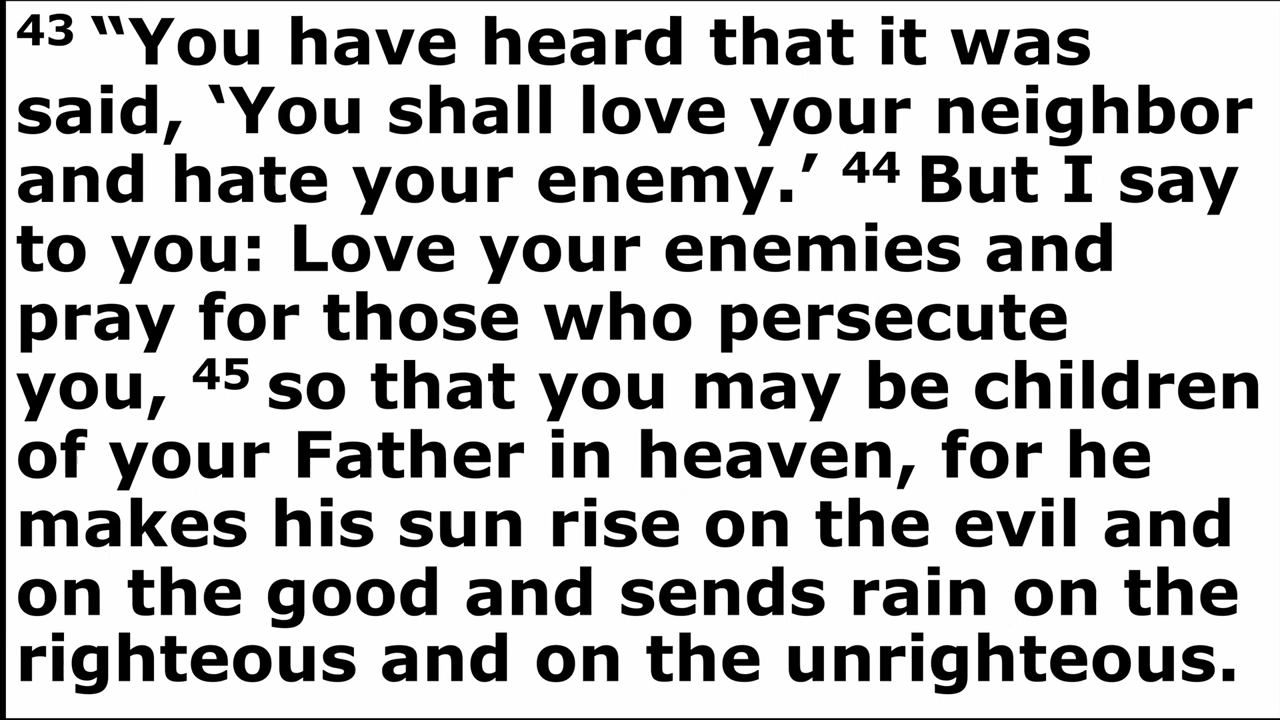 43 “You have heard that it was
said, ‘You shall love your neighbor
and hate your enemy.’ 44 But I say
to you: Love your enemies and
pray for those who persecute
you, 45 so that you may be children
of your Father in heaven, for he
makes his sun rise on the evil and
on the good and sends rain on the
righteous and on the unrighteous.